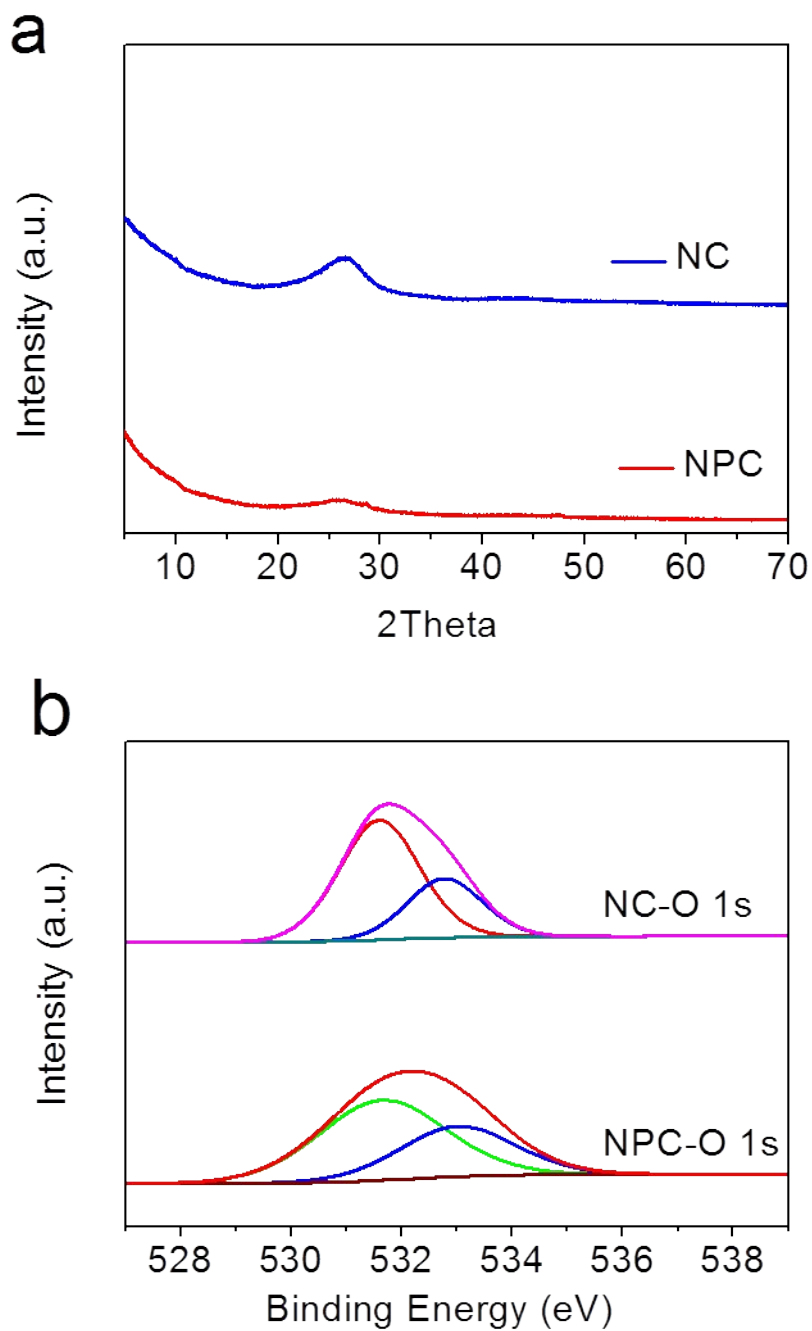 a
Intensity (a.u.)
NC
NPC
10 20 30 40 50 60 70
2Theta
b
Intensity (a.u.)
NC-O 1s
NPC-O 1s
528 530 532 534 536 538
Binding Energy (eV)